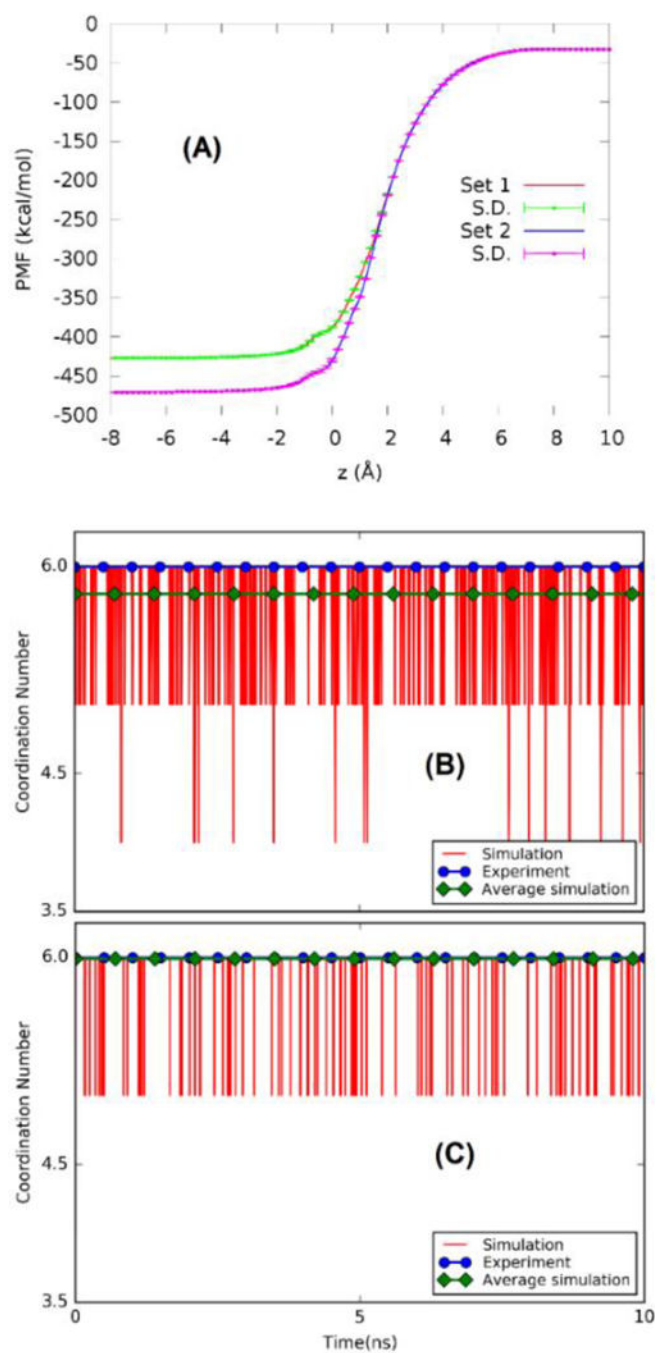 0
-50
-100
-150
-200
-250
-300
-350
-400
-450
-500
PMF (kcal/mol)
(A)
Set 1
S.D.
Set 2
S.D.
-8 -6 -4 -2 0 2 4 6 8 10
z (Å)
6.0
4.5
3.5
Coordination Number
(B)
Simulation
Experiment
Average simulation
6.0
4.5
3.5
Coordination Number
(C)
Simulation
Experiment
Average simulation
0 5 10
Time(ns)